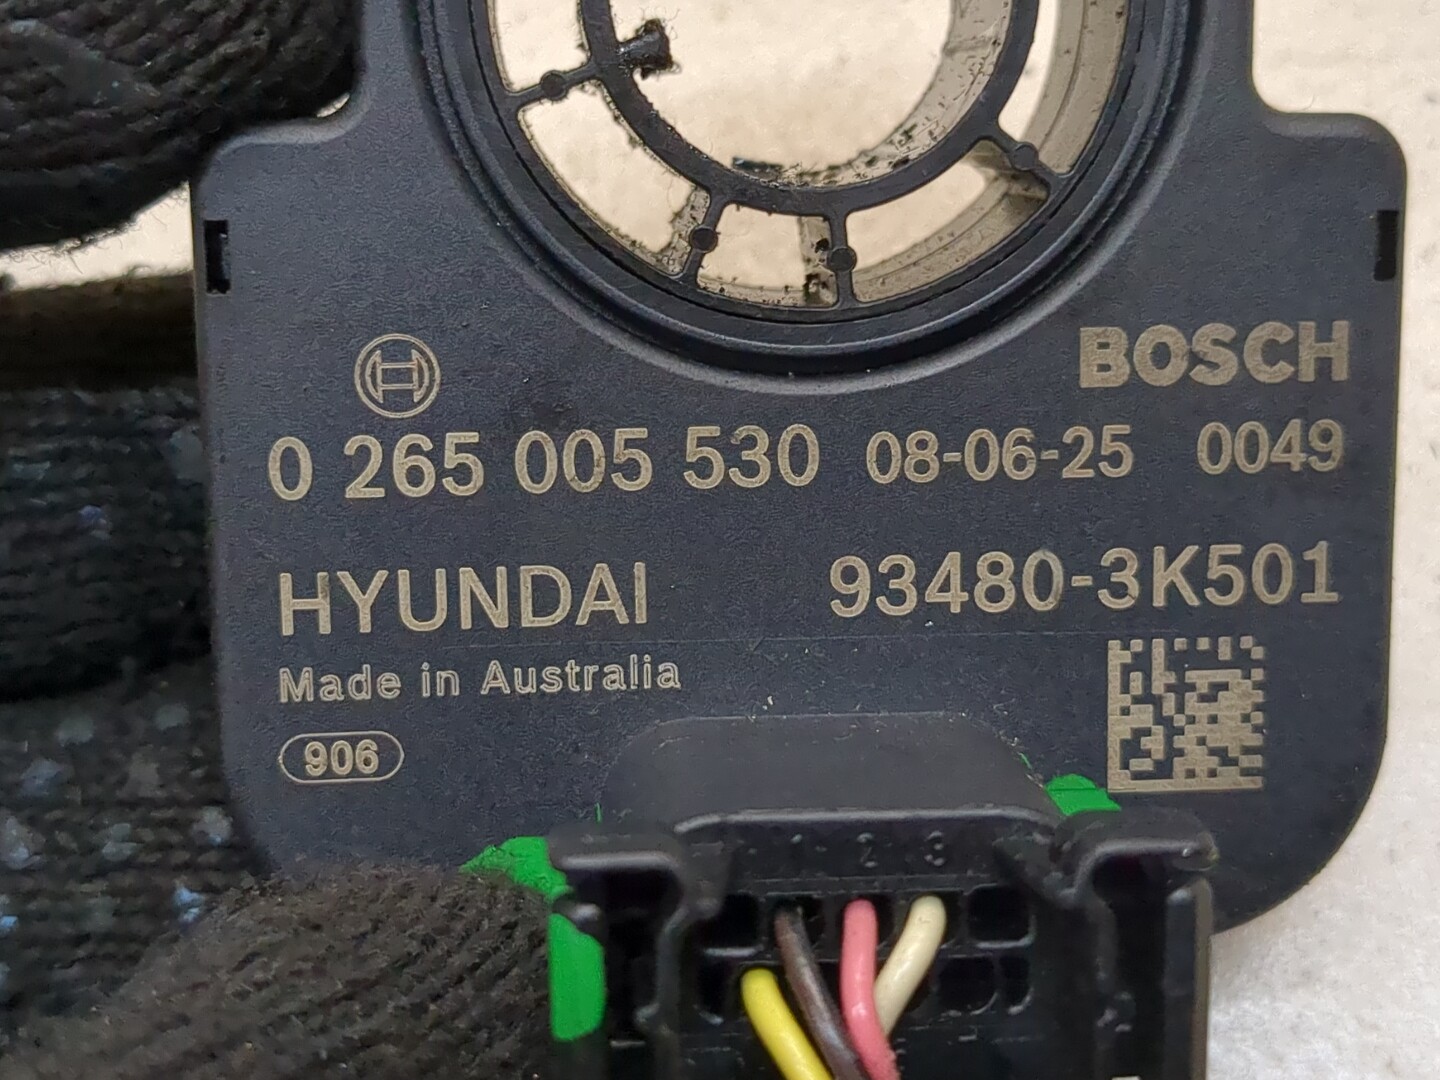 BOSCH
0 265 005 530 08-06-25 0049
HYUNDAI 93480-3K501
Made in Australia
906
1 2 3